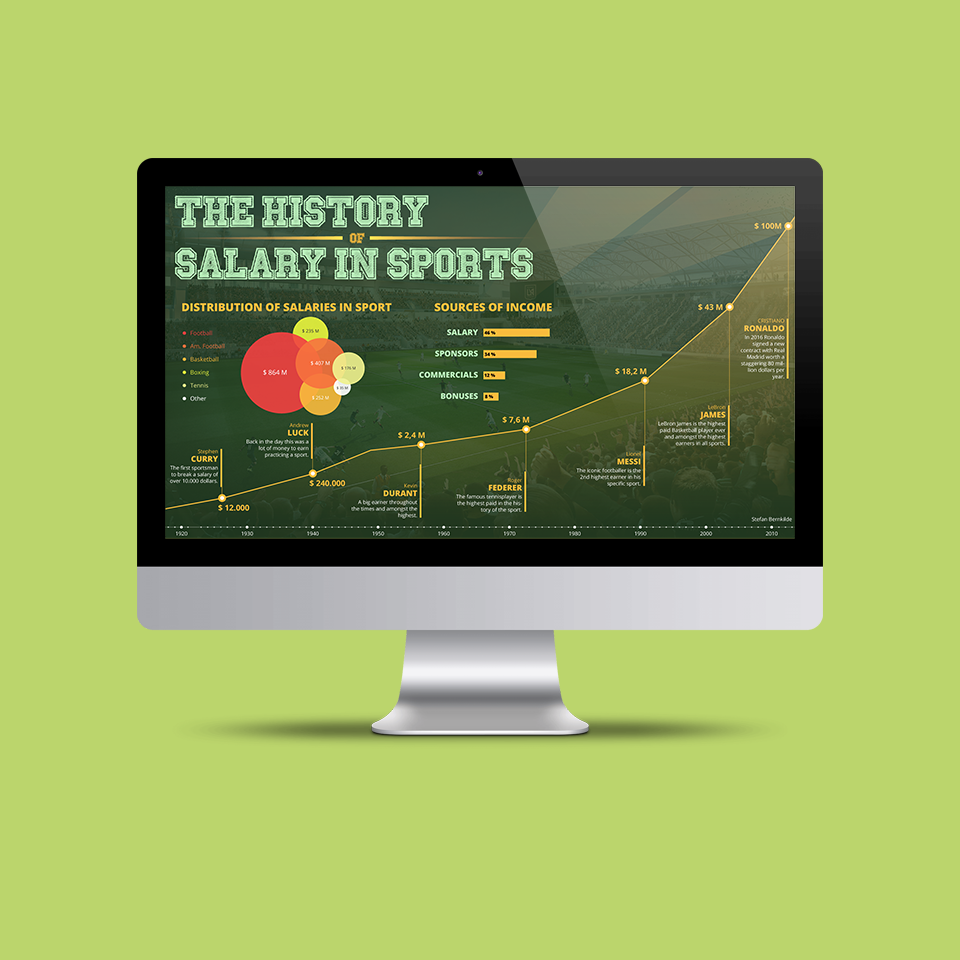 THE HISTORY
OF
SALARY IN SPORTS
DISTRIBUTION OF SALARIES IN SPORT
Football
Am. Football
Basketball
Boxing
Tennis
Other
$ 864 M
$ 235 M
$ 407 M
$ 252 M
SOURCES OF INCOME
SALARY 46 %
SPONSORS 34 %
COMMERCIALS 12 %
BONUSES 8 %
Stephen
CURRY
The first sportsman
to break a salary of
over 10.000 dollars.
$ 12.000
Andrew
LUCK
Back in the day this was a
lot of money to earn
practicing a sport.
$ 240.000
$ 2,4 M
Kevin
DURANT
A big earner throughout
the times and amongst the
highest.
$ 7,6 M
Roger
FEDERER
The famous tennisplayer is
the highest paid in the his-
tory of the sport.
$ 18,2 M
Lionel
MESSI
The iconic footballer is the
2nd highest earner in his
specific sport.
$ 43 M
LeBron
JAMES
LeBron James is the highest
paid Basketball player ever
and amongst the highest
earners in all sports.
$ 100M
CRISTIANO
RONALDO
In 2016 Ronaldo
signed a new
contract with Real
Madrid worth a
staggering 80 mil-
lion dollars per
year.
Stefan Bernkilde
1920 1930 1940 1950 1960 1970 1980 1990 2000 2010